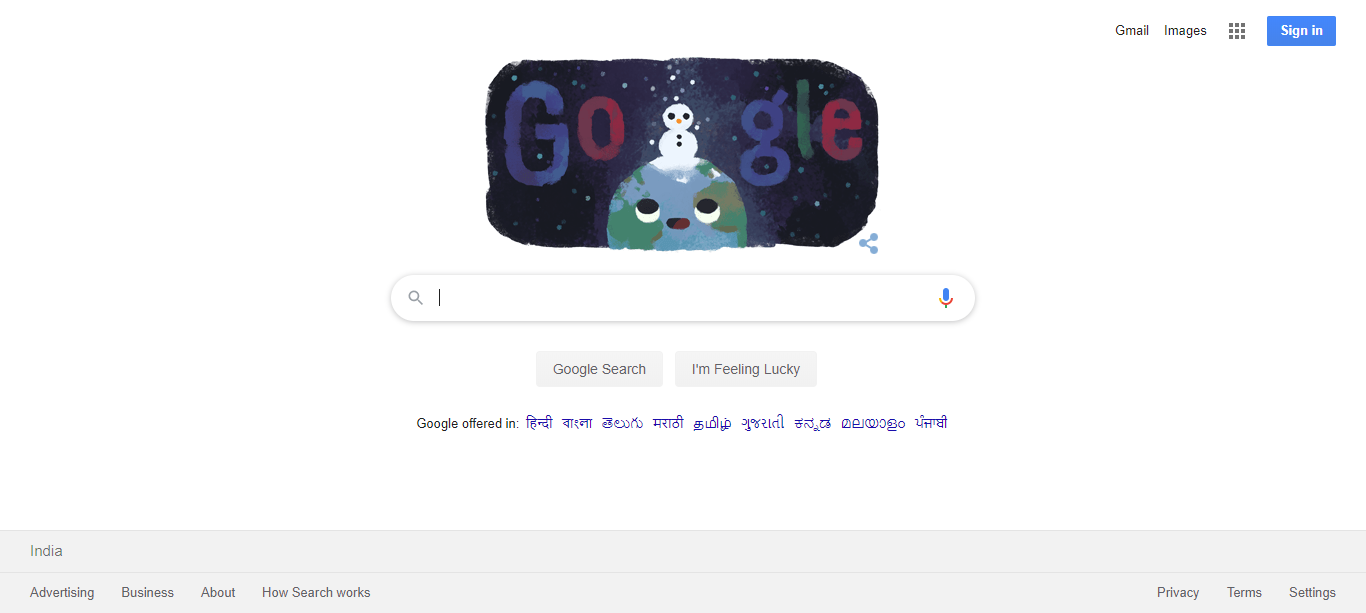 Gmail Images Sign in
Google
Google Search I'm Feeling Lucky
Google offered in: हिन्दी বাংলা తెలుగు मराठी தமிழ் ગુજરાતી ಕನ್ನಡ മലയാളം ਪੰਜਾਬੀ
India
Advertising Business About How Search works Privacy Terms Settings